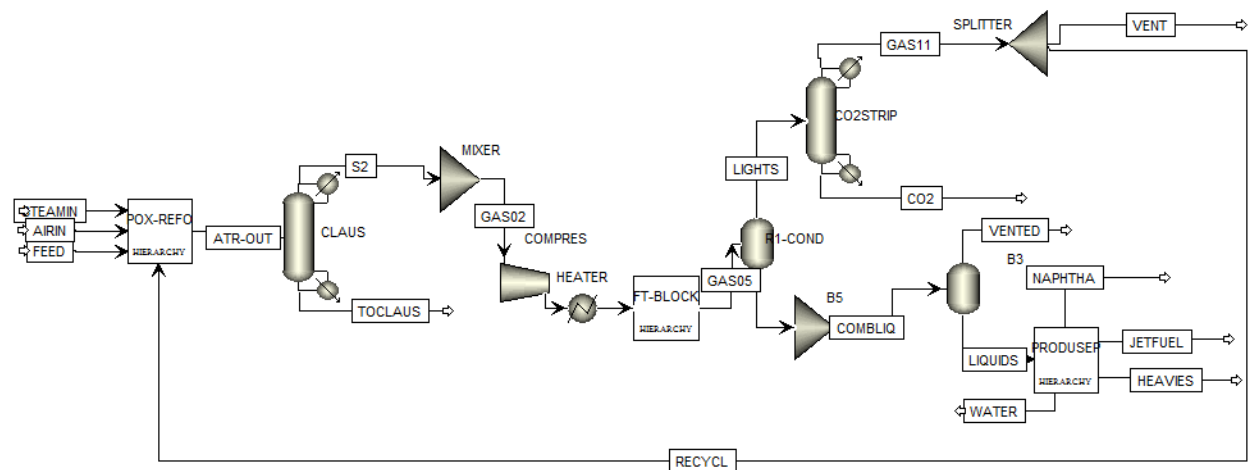 SPLITTER
VENT
GAS11
CO2STRIP
MIXER
S2
LIGHTS
CO2
STEAMIN
AIRIN
FEED
POX-REFO
HIERARCHY
ATR-OUT
CLAUS
GAS02
COMPRES
HEATER
R1-COND
VENTED
B3
TOCLAUS
FT-BLOCK
HIERARCHY
GAS05
B5
COMBLIQ
NAPHTHA
LIQUIDS
PRODUSEP
HIERARCHY
JETFUEL
HEAVIES
WATER
RECYCL